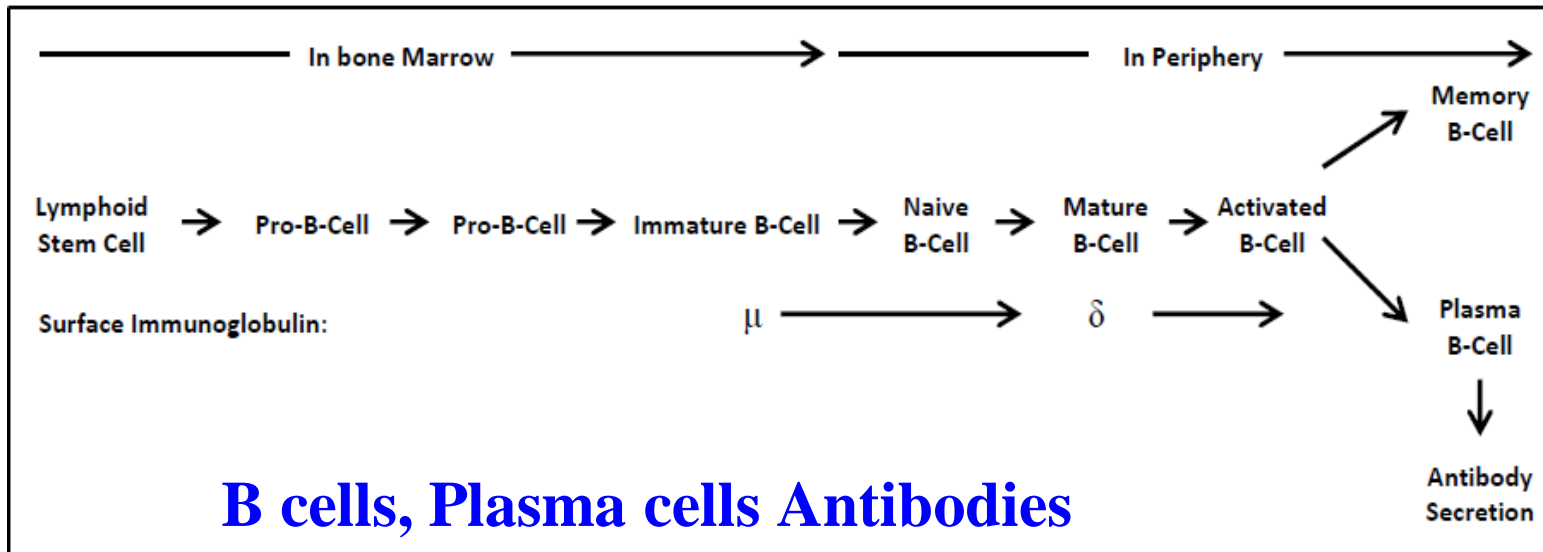 In bone Marrow
In Periphery
Memory
B-Cell
Lymphoid
Stem Cell
Pro-B-Cell
Pro-B-Cell
Immature B-Cell
Naive
B-Cell
Mature
B-Cell
Activated
B-Cell
Surface Immunoglobulin:
μ
δ
Plasma
B-Cell
Antibody
Secretion
B cells, Plasma cells Antibodies